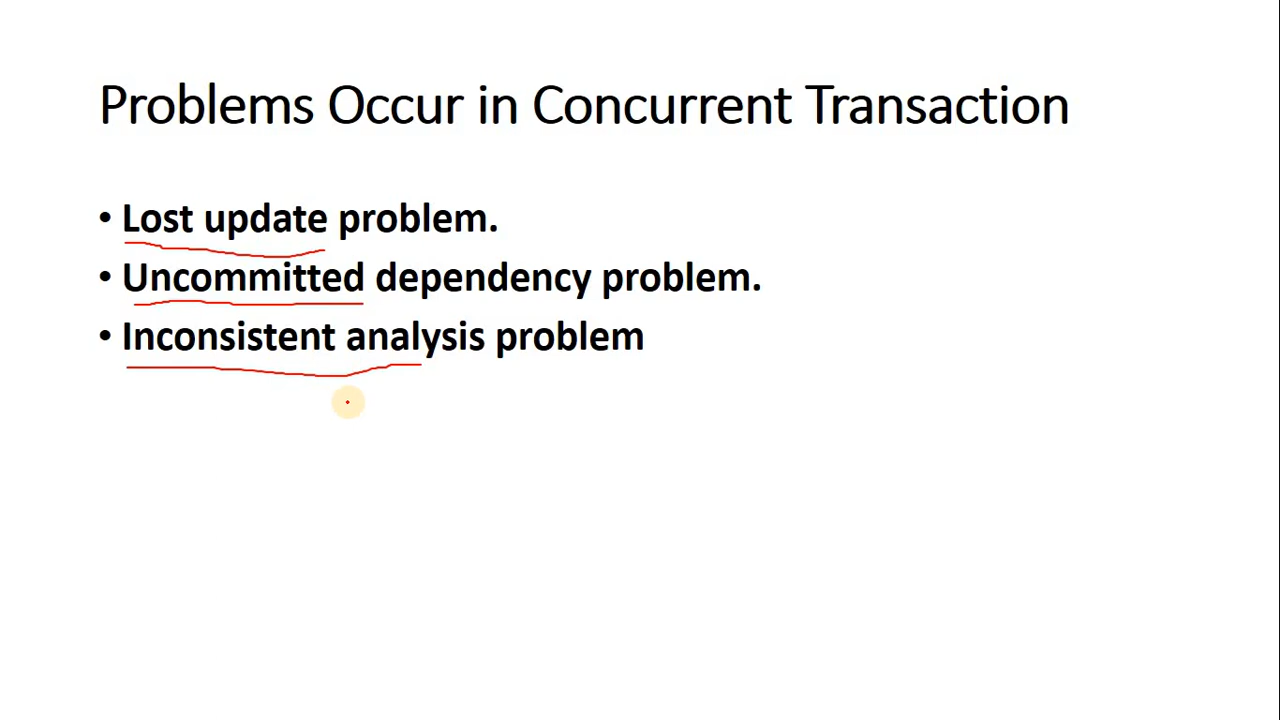 Problems Occur in Concurrent Transaction
• Lost update problem.
• Uncommitted dependency problem.
• Inconsistent analysis problem